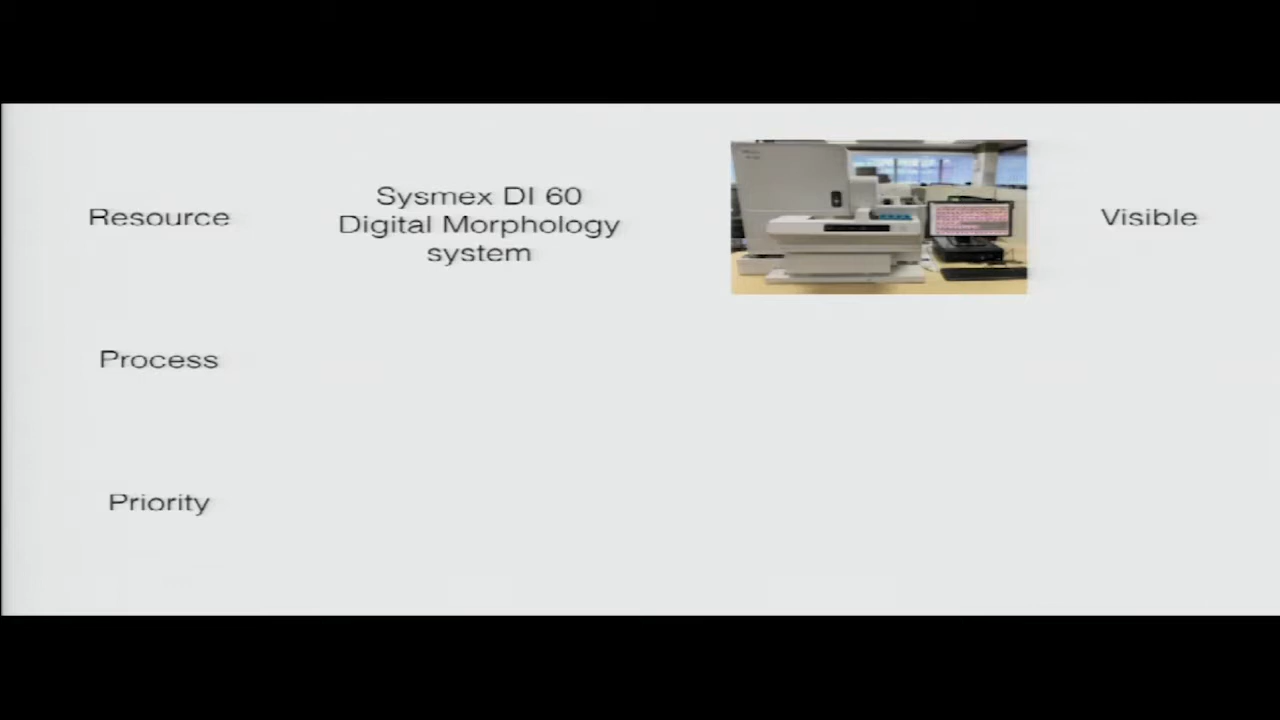 Resource
Sysmex DI 60
Digital Morphology
system
Visible
Process
Priority